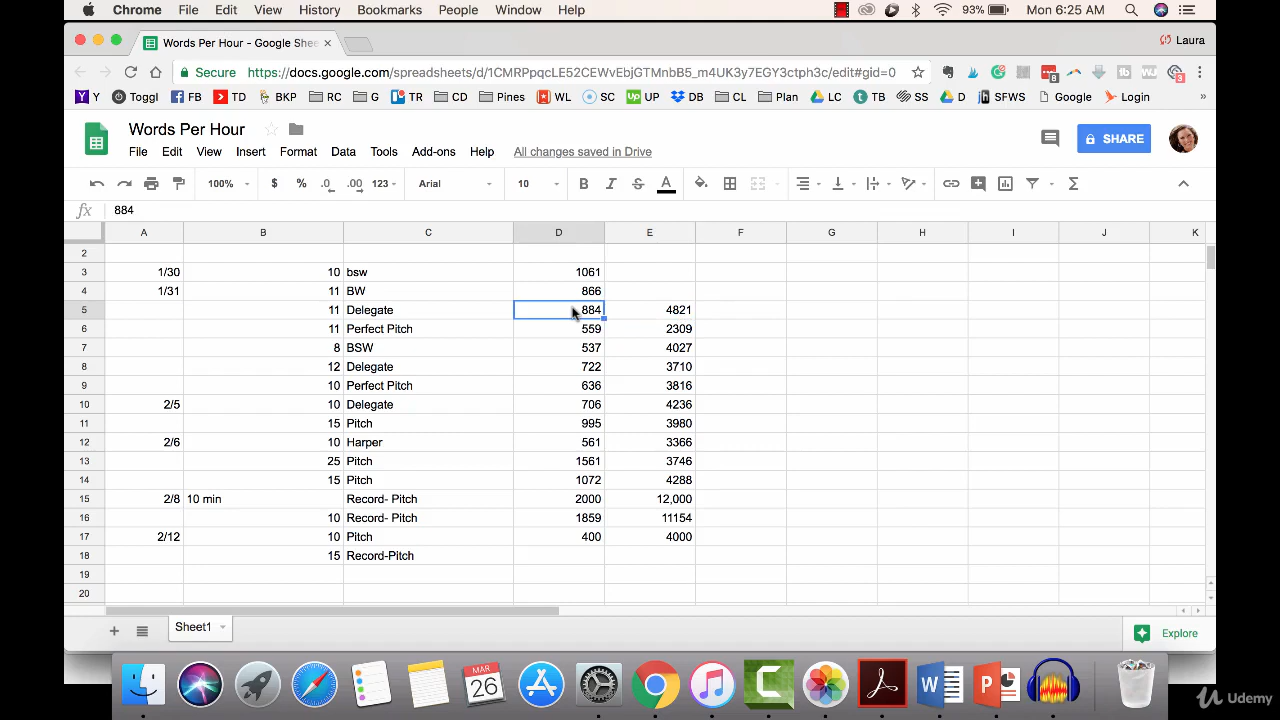 Chrome File Edit View History Bookmarks People Window Help 93% Mon 6:25 AM
Words Per Hour - Google Shee × Laura
Secure https://docs.google.com/spreadsheets/d/1CMRPpqcLE52CEWvEbjGTMnbB5_m4UK3y7EGY3ctph3c/edit#gid=0 8 3
Y Toggl FB TD BKP RC G TR CD Pines WL SC UP DB CL Plan LC TB SS D SFWS Google Login »
Words Per Hour
File Edit View Insert Format Data Tools Add-ons Help All changes saved in Drive SHARE
100% $ % .0 .00 123 Arial 10 B I S A Σ
fx 884
A B C D E F G H I J K
2
3 1/30 10 bsw 1061
4 1/31 11 BW 866
5 11 Delegate 884 4821
6 11 Perfect Pitch 559 2309
7 8 BSW 537 4027
8 12 Delegate 722 3710
9 10 Perfect Pitch 636 3816
10 2/5 10 Delegate 706 4236
11 15 Pitch 995 3980
12 2/6 10 Harper 561 3366
13 25 Pitch 1561 3746
14 15 Pitch 1072 4288
15 2/8 10 min Record- Pitch 2000 12,000
16 10 Record- Pitch 1859 11154
17 2/12 10 Pitch 400 4000
18 15 Record-Pitch
19
20
+ Sheet1 Explore
MAR
26
Udemy